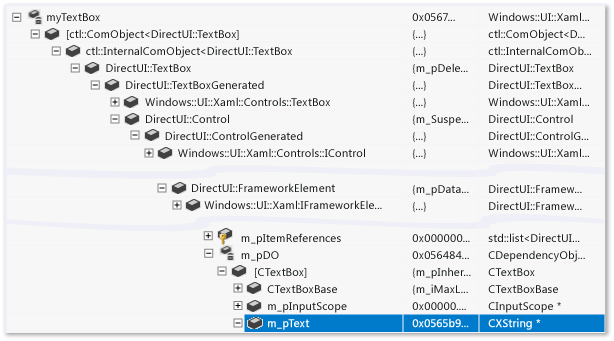 myTextBox 0x0567... Windows::UI::Xaml...
[ctl::ComObject<DirectUI::TextBox] {...} ctl::ComObject<D...
ctl::InternalComObject<DirectUI::TextBox {...} ctl::InternalComOb...
DirectUI::TextBox {m_pDele... DirectUI::TextBox
DirectUI::TextBoxGenerated {...} DirectUI::TextBox...
Windows::UI::Xaml::Controls::TextBox {...} Windows::UI::Xaml...
DirectUI::Control {m_Suspe... DirectUI::Control
DirectUI::ControlGenerated {...} DirectUI::ControlG...
Windows::UI::Xaml::Controls::IControl {...} Windows::UI::Xaml...
DirectUI::FrameworkElement {m_pData... DirectUI::Framew...
Windows::UI::Xaml:IFrameworkEle... {...} DirectUI::Framew...
m_pItemReferences 0x000000... std::list<DirectUI...
m_pDO 0x056484... CDependencyObj...
[CTextBox] {m_pInher... CTextBox
CTextBoxBase {m_iMaxL... CTextBoxBase
m_pInputScope 0x00000.... CInputScope *
m_pText 0x0565b9... CXString *